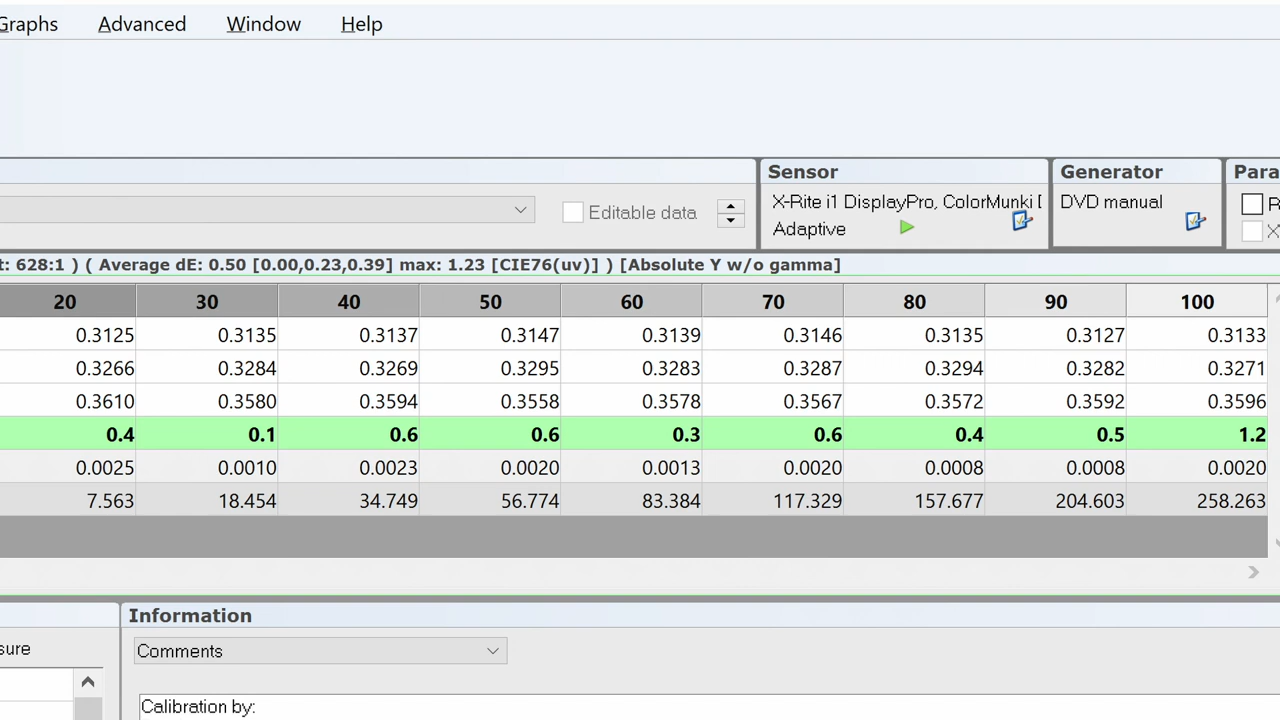 Graphs Advanced Window Help
Sensor Generator Para
X-Rite i1 DisplayPro, ColorMunki D DVD manual R
Editable data
Adaptive X
t: 628:1 ) ( Average dE: 0.50 [0.00,0.23,0.39] max: 1.23 [CIE76(uv)] ) [Absolute Y w/o gamma]
20 30 40 50 60 70 80 90 100
0.3125 0.3135 0.3137 0.3147 0.3139 0.3146 0.3135 0.3127 0.3133
0.3266 0.3284 0.3269 0.3295 0.3283 0.3287 0.3294 0.3282 0.3271
0.3610 0.3580 0.3594 0.3558 0.3578 0.3567 0.3572 0.3592 0.3596
0.4 0.1 0.6 0.6 0.3 0.6 0.4 0.5 1.2
0.0025 0.0010 0.0023 0.0020 0.0013 0.0020 0.0008 0.0008 0.0020
7.563 18.454 34.749 56.774 83.384 117.329 157.677 204.603 258.263
Information
sure Comments
Calibration by: